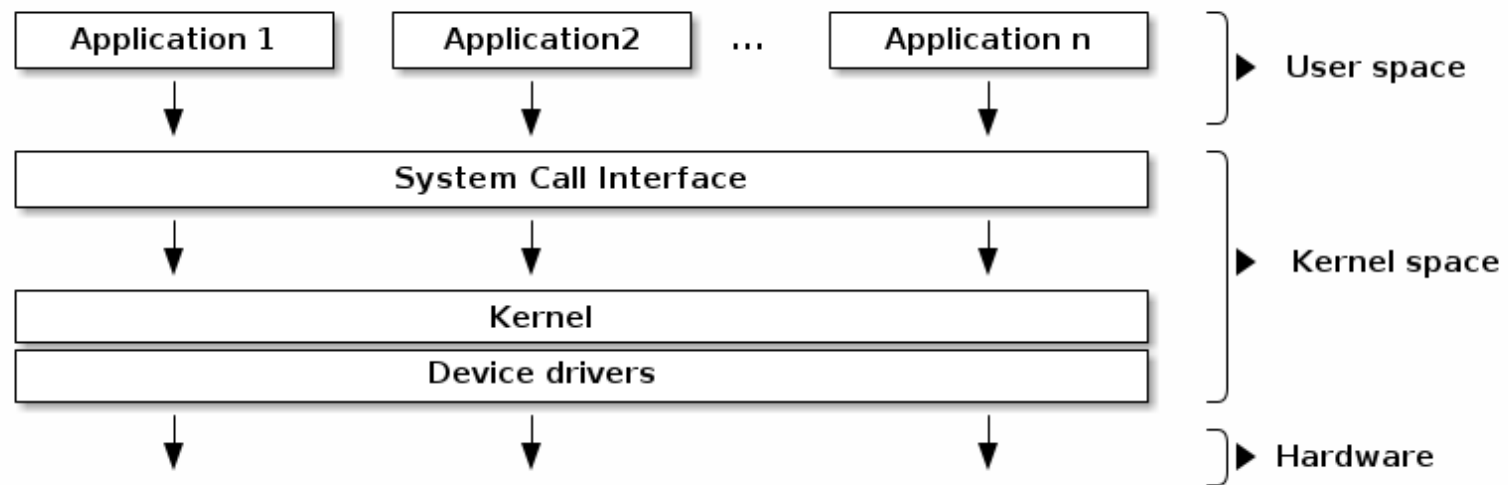 Application 1
Application2
...
Application n
User space
System Call Interface
Kernel space
Kernel
Device drivers
Hardware